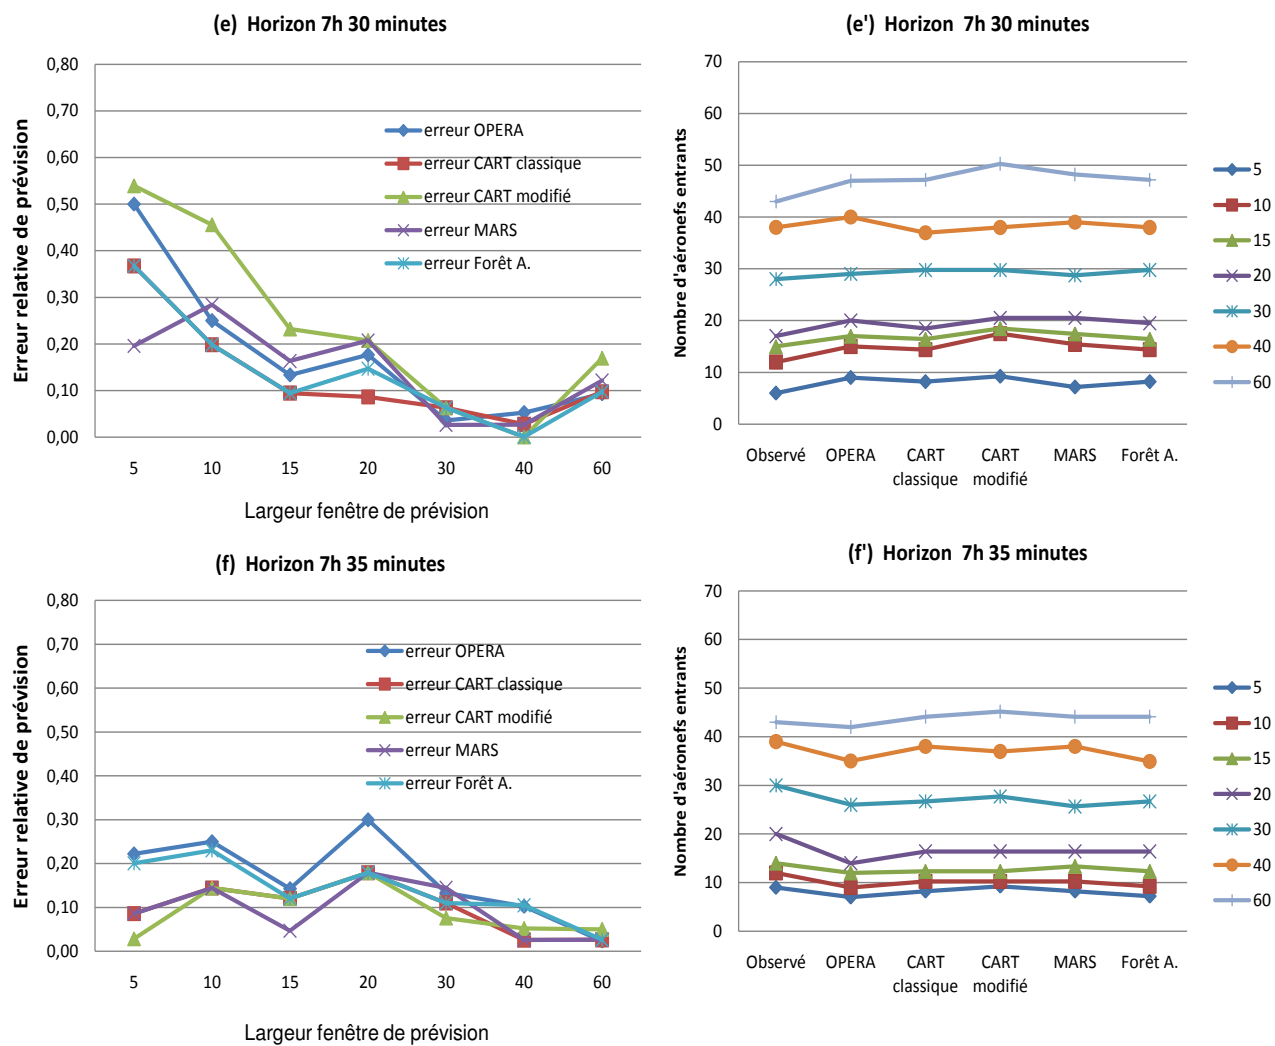 (e) Horizon 7h 30 minutes
Erreur relative de prévision
0,80
0,70
0,60
0,50
0,40
0,30
0,20
0,10
0,00
erreur OPERA
erreur CART classique
erreur CART modifié
erreur MARS
erreur Forêt A.
5 10 15 20 30 40 60
Largeur fenêtre de prévision
(e') Horizon 7h 30 minutes
Nombre d'aéronefs entrants
70
60
50
40
30
20
10
0
Observé OPERA CART CART MARS Forêt A.
classique modifié
5
10
15
20
30
40
60
(f) Horizon 7h 35 minutes
Erreur relative de prévision
0,80
0,70
0,60
0,50
0,40
0,30
0,20
0,10
0,00
erreur OPERA
erreur CART classique
erreur CART modifié
erreur MARS
erreur Forêt A.
5 10 15 20 30 40 60
Largeur fenêtre de prévision
(f') Horizon 7h 35 minutes
Nombre d'aéronefs entrants
70
60
50
40
30
20
10
0
Observé OPERA CART CART MARS Forêt A.
classique modifié
5
10
15
20
30
40
60